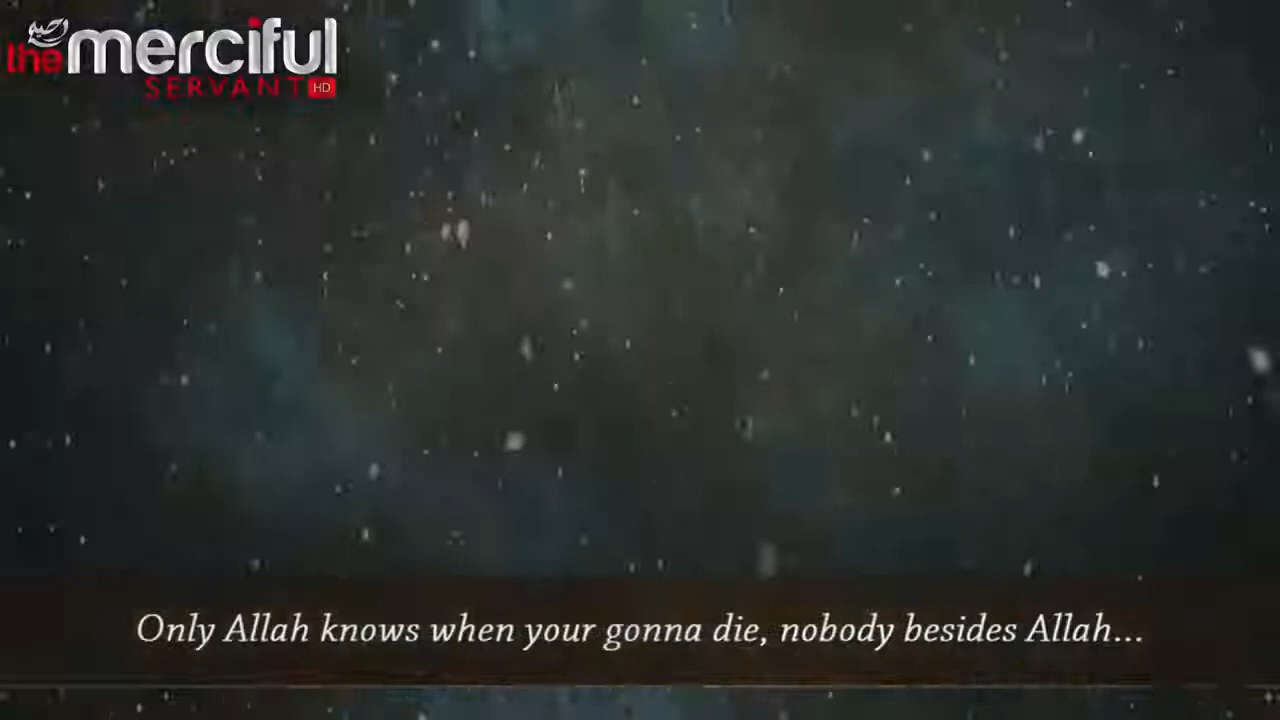 the merciful
SERVANT HD
Only Allah knows when your gonna die, nobody besides Allah...